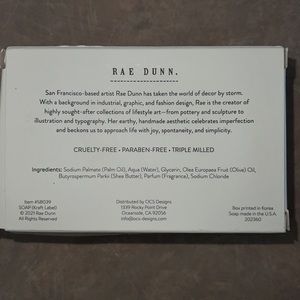 RAE DUNN.
San Francisco-based artist Rae Dunn has taken the world of decor by storm.
With a background in industrial, graphic, and fashion design, Rae is the creator of
highly sought-after collections of lifestyle art—from pottery and sculpture to
illustration and typography. Her earthy, handmade aesthetic celebrates imperfection
and beckons us to approach life with joy, spontaneity, and simplicity.
CRUELTY-FREE • PARABEN-FREE • TRIPLE MILLED
Ingredients: Sodium Palmate (Palm Oil), Aqua (Water), Glycerin, Olea Europaea Fruit (Olive) Oil,
Butyrospermum Parkii (Shea Butter), Parfum (Fragrance), Sodium Chloride
Item #58039
SOAP (Kraft Label)
© 2021 Rae Dunn
All Rights Reserved
Distributed by OCS Designs
1339 Rocky Point Drive
Oceanside, CA 92056
info@ocs-designs.com
Box printed in Korea
Soap made in the U.S.A.
202360